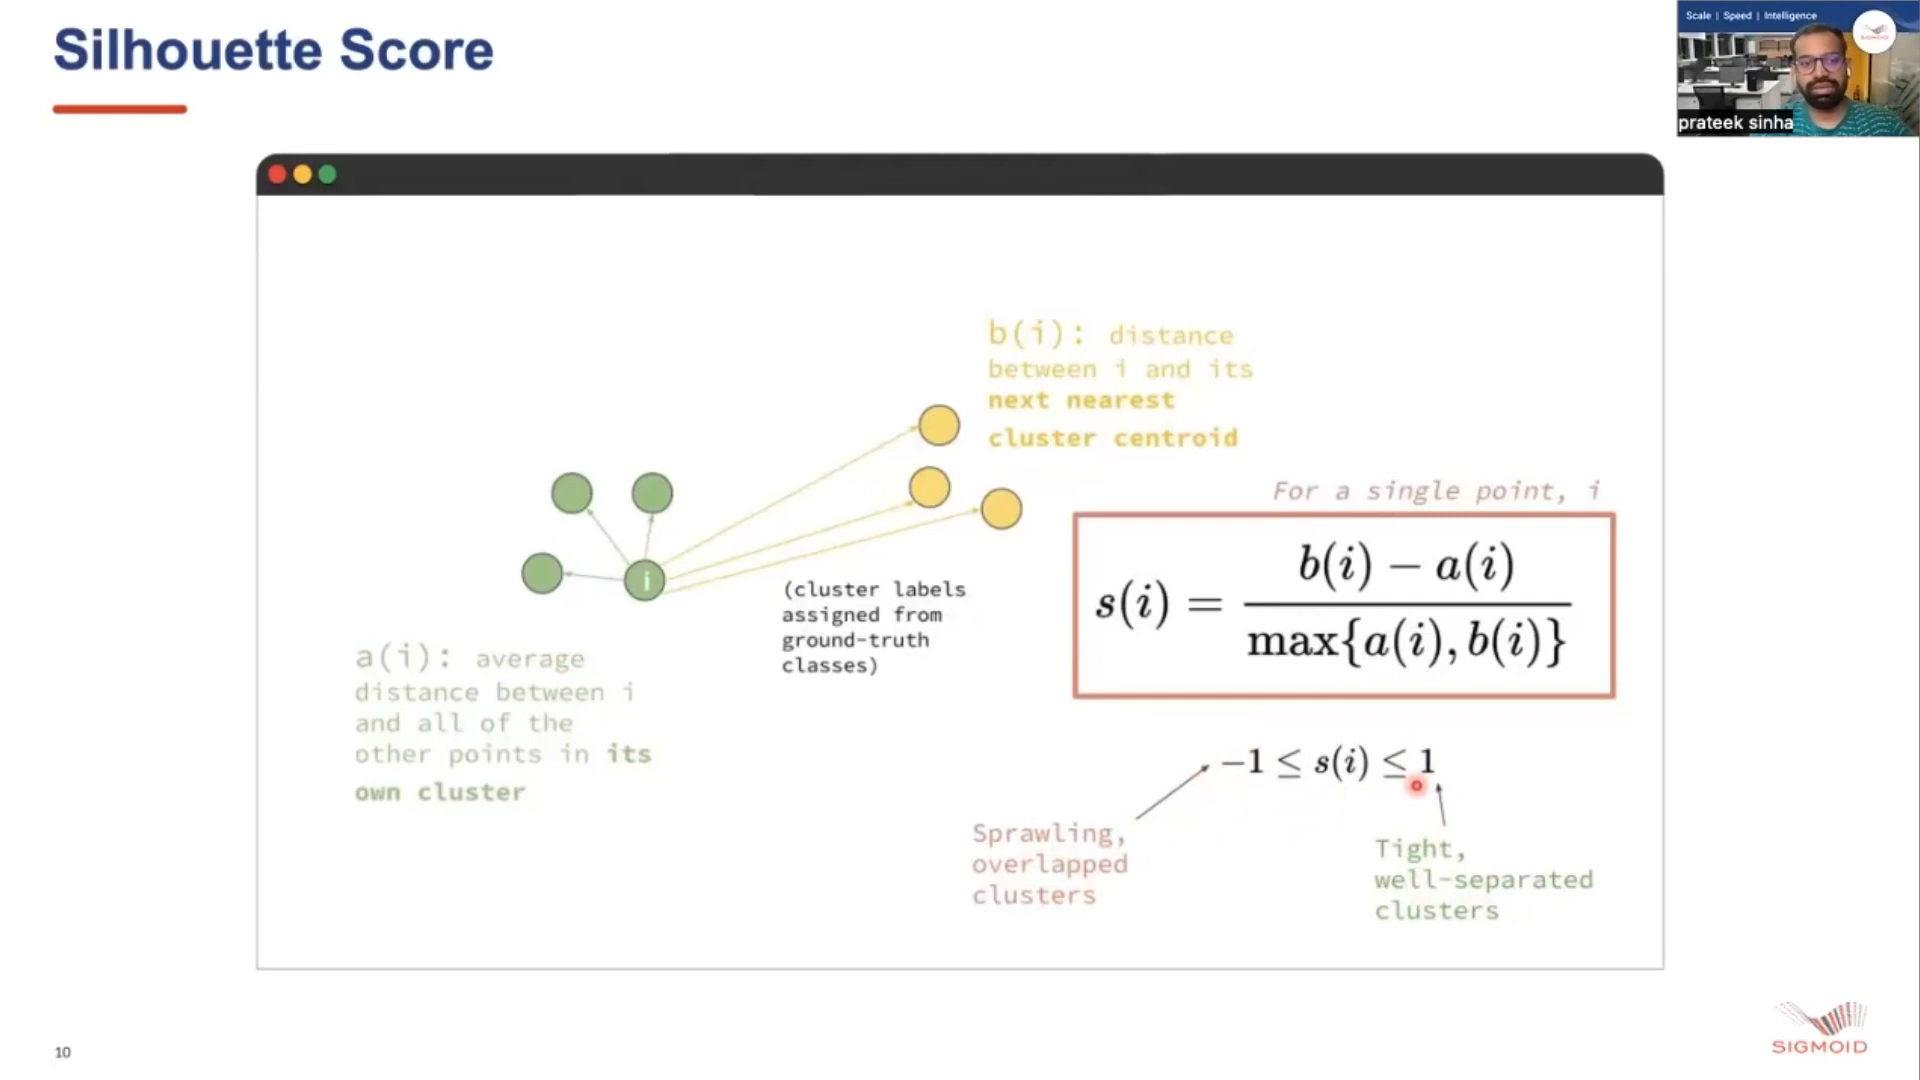 Silhouette Score
Scale | Speed | Intelligence
SIGMOID
prateek sinha
b(i): distance
between i and its
next nearest
cluster centroid
For a single point, i
i
(cluster labels
assigned from
ground-truth
classes)
s(i) = b(i) − a(i) / max{a(i), b(i)}
a(i): average
distance between i
and all of the
other points in its
own cluster
−1 ≤ s(i) ≤ 1
Sprawling,
overlapped
clusters
Tight,
well-separated
clusters
10
SIGMOID